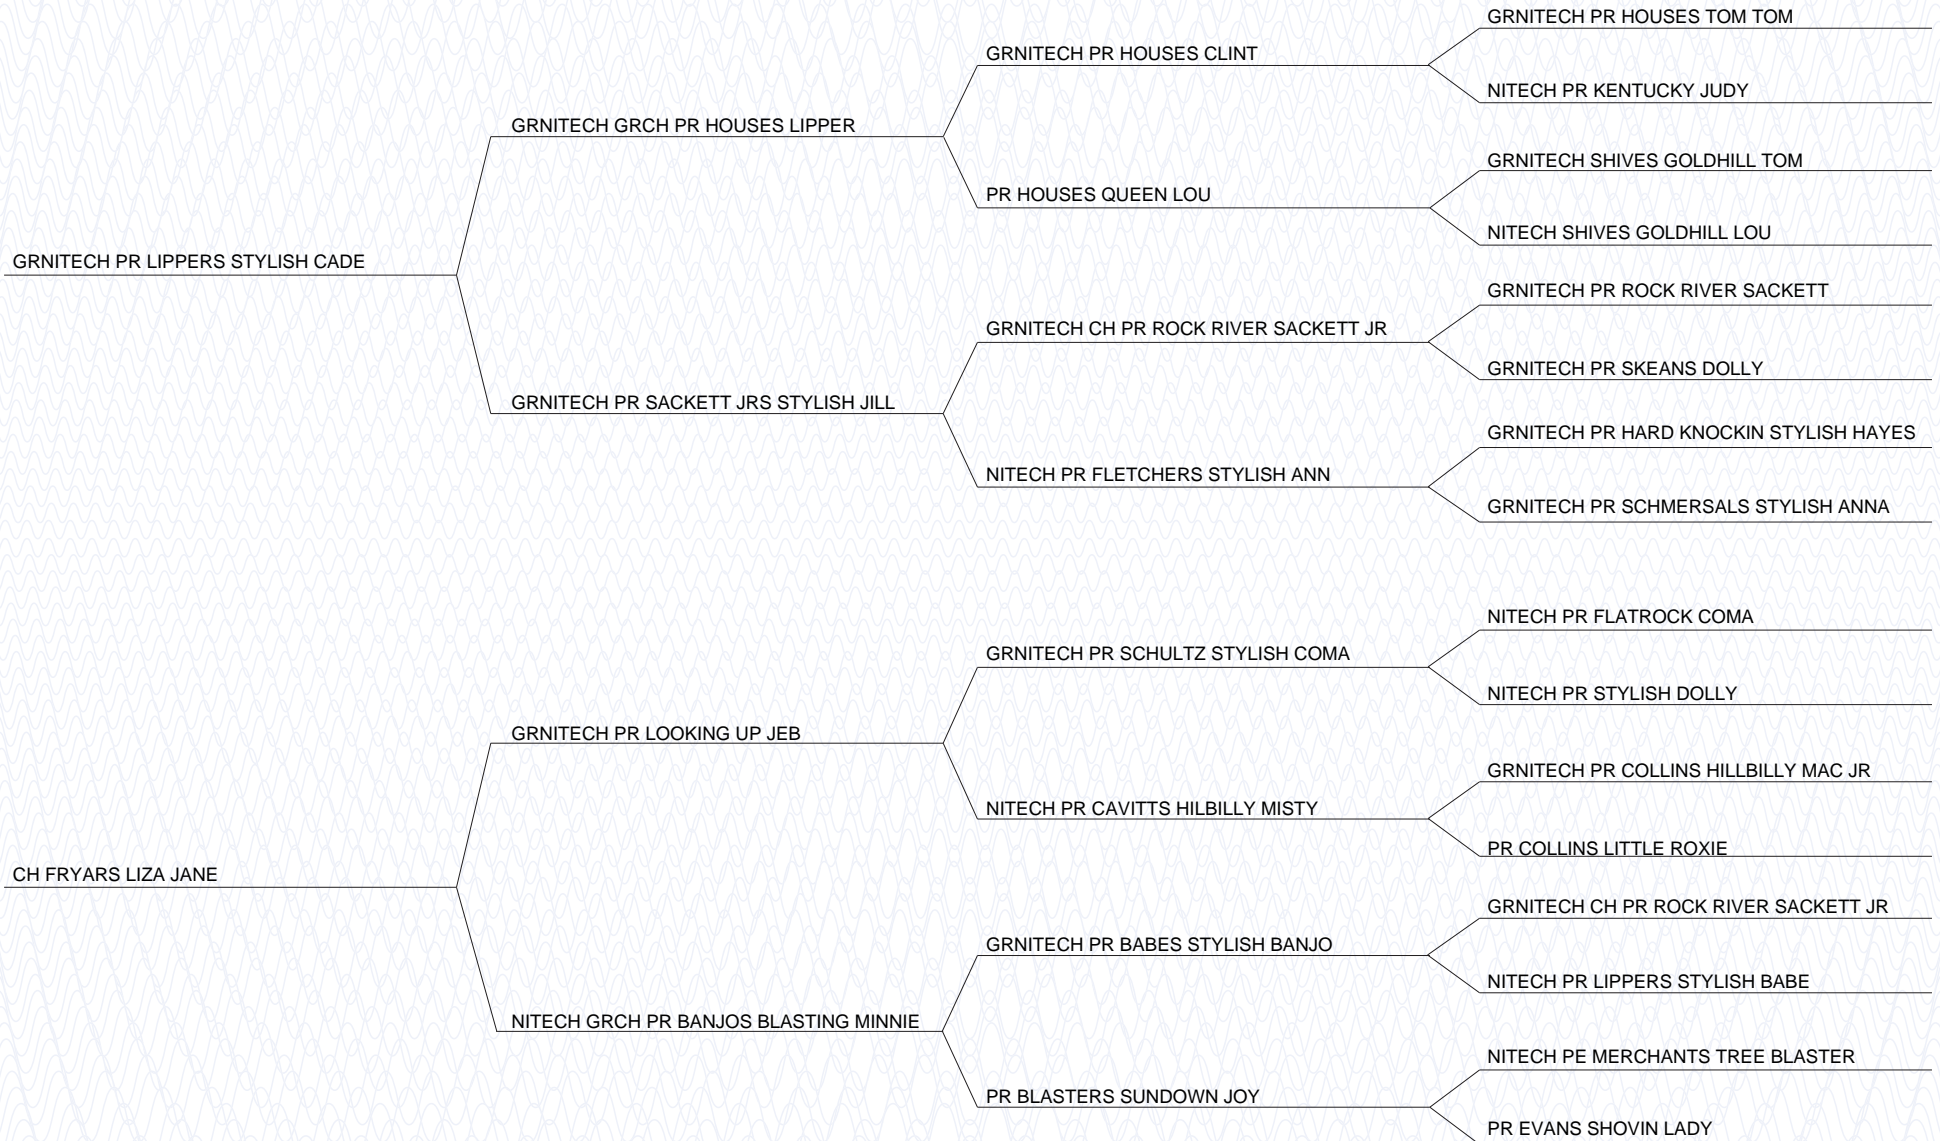 GRNITECH PR HOUSES TOM TOM
GRNITECH PR HOUSES CLINT
NITECH PR KENTUCKY JUDY
GRNITECH GRCH PR HOUSES LIPPER
GRNITECH SHIVES GOLDHILL TOM
PR HOUSES QUEEN LOU
NITECH SHIVES GOLDHILL LOU
GRNITECH PR LIPPERS STYLISH CADE
GRNITECH PR ROCK RIVER SACKETT
GRNITECH CH PR ROCK RIVER SACKETT JR
GRNITECH PR SKEANS DOLLY
GRNITECH PR SACKETT JRS STYLISH JILL
GRNITECH PR HARD KNOCKIN STYLISH HAYES
NITECH PR FLETCHERS STYLISH ANN
GRNITECH PR SCHMERSALS STYLISH ANNA
NITECH PR FLATROCK COMA
GRNITECH PR SCHULTZ STYLISH COMA
NITECH PR STYLISH DOLLY
GRNITECH PR LOOKING UP JEB
GRNITECH PR COLLINS HILLBILLY MAC JR
NITECH PR CAVITTS HILBILLY MISTY
PR COLLINS LITTLE ROXIE
CH FRYARS LIZA JANE
GRNITECH CH PR ROCK RIVER SACKETT JR
GRNITECH PR BABES STYLISH BANJO
NITECH PR LIPPERS STYLISH BABE
NITECH GRCH PR BANJOS BLASTING MINNIE
NITECH PE MERCHANTS TREE BLASTER
PR BLASTERS SUNDOWN JOY
PR EVANS SHOVIN LADY